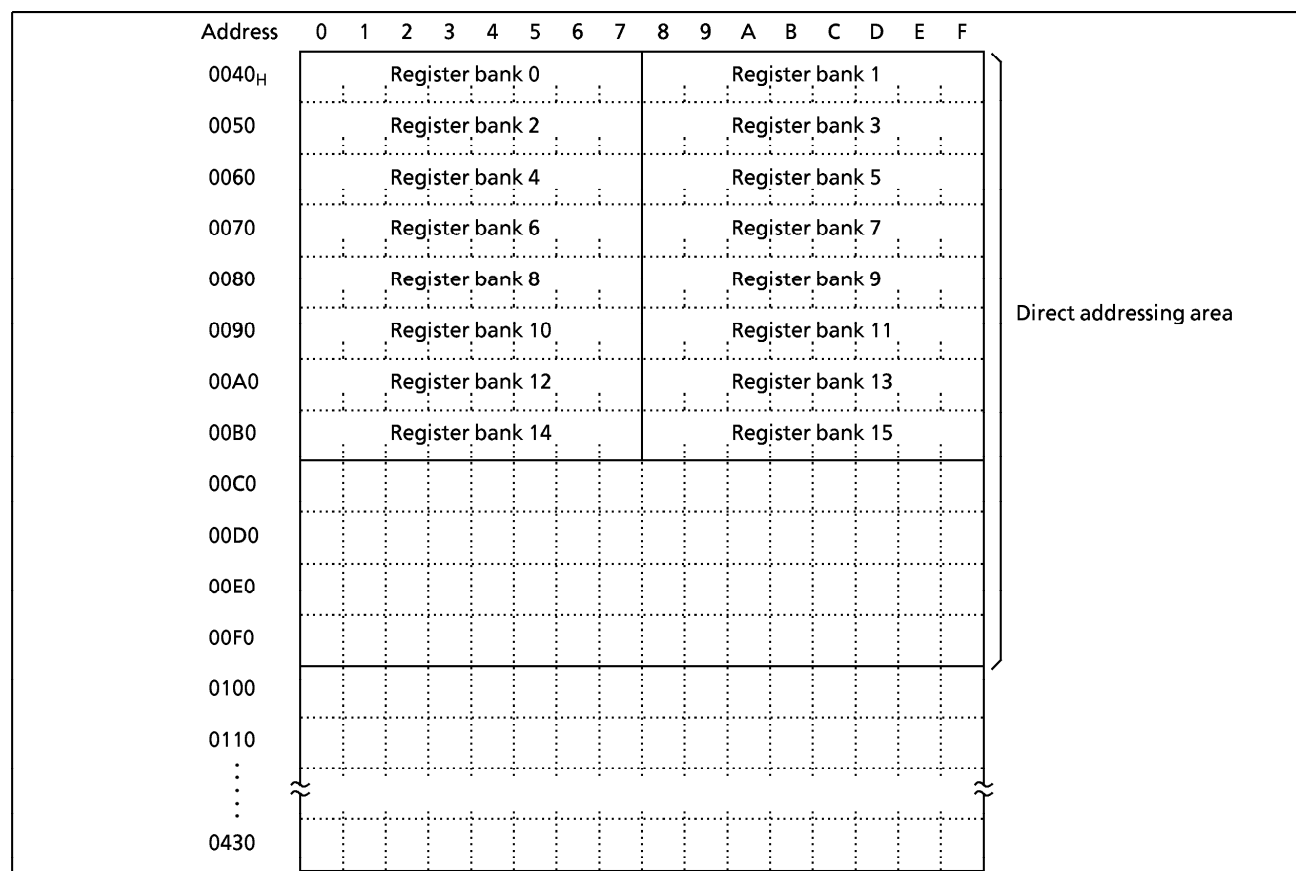 Address 0 1 2 3 4 5 6 7 8 9 A B C D E F
0040H Register bank 0 Register bank 1
0050 Register bank 2 Register bank 3
0060 Register bank 4 Register bank 5
0070 Register bank 6 Register bank 7
0080 Register bank 8 Register bank 9
Direct addressing area
0090 Register bank 10 Register bank 11
00A0 Register bank 12 Register bank 13
00B0 Register bank 14 Register bank 15
00C0
00D0
00E0
00F0
0100
0110
0430